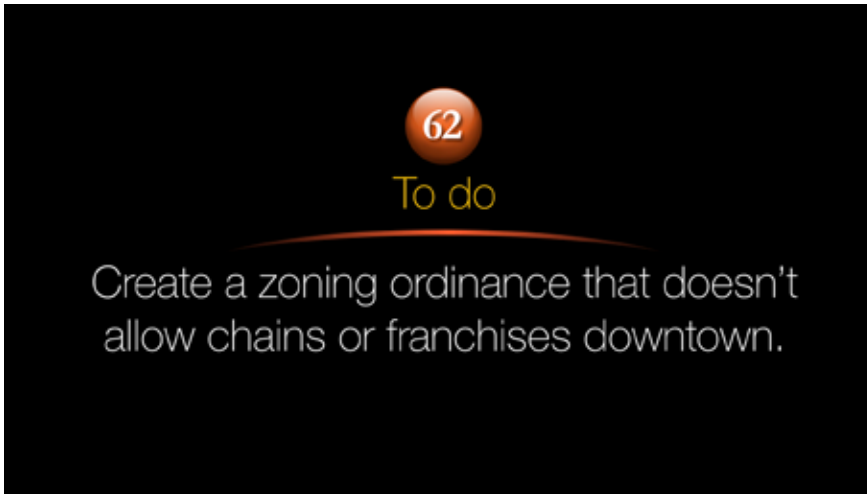 62
To do
Create a zoning ordinance that doesn't
allow chains or franchises downtown.